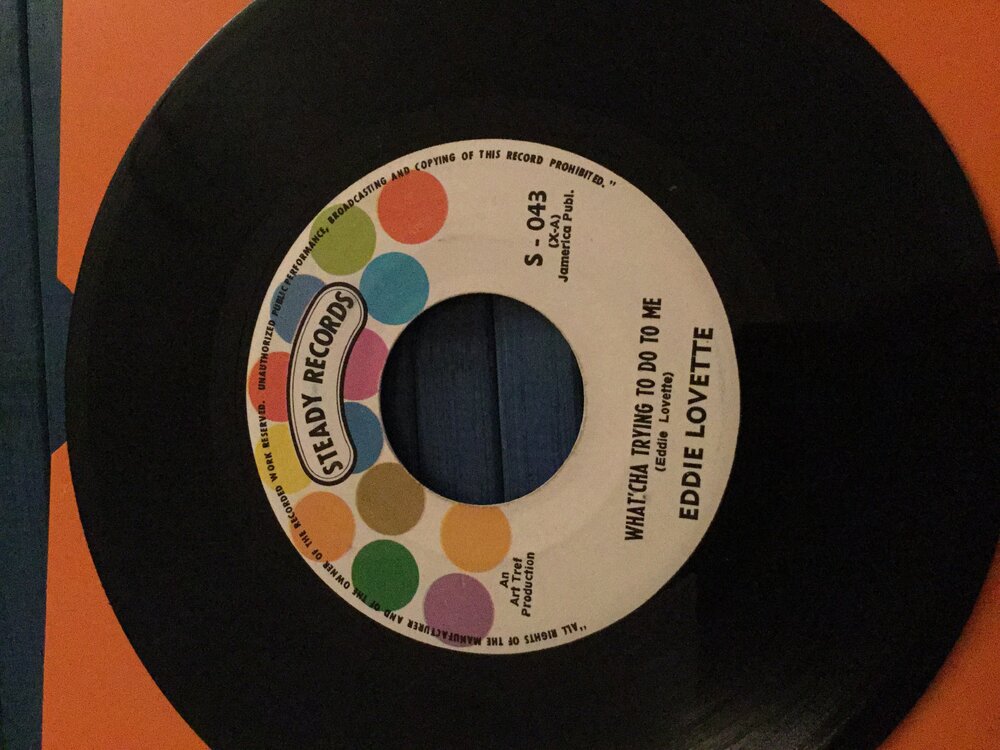 "ALL RIGHTS OF THE MANUFACTURER AND OF THE OWNER OF THE RECORDED WORK RESERVED. UNAUTHORIZED PUBLIC PERFORMANCE, BROADCASTING AND COPYING OF THIS RECORD PROHIBITED."
STEADY RECORDS
An
Art Tref
Production
S - 043
(X-A)
Jamerica Publ.
WHAT'CHA TRYING TO DO TO ME
(Eddie Lovette)
EDDIE LOVETTE